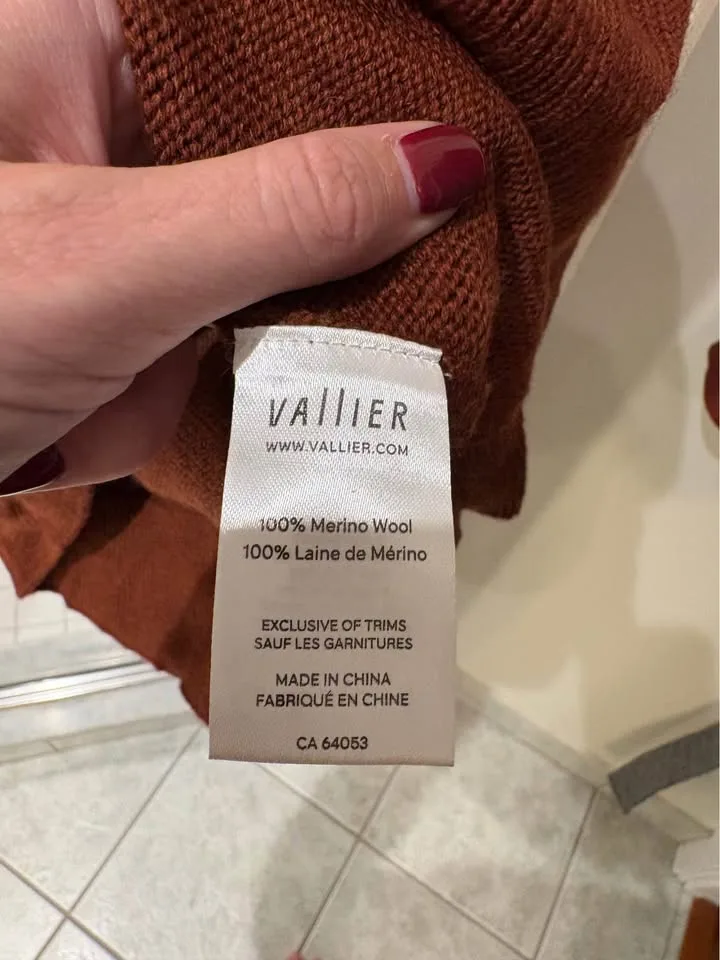 VALLIER
WWW.VALLIER.COM
100% Merino Wool
100% Laine de Mérino
EXCLUSIVE OF TRIMS
SAUF LES GARNITURES
MADE IN CHINA
FABRIQUÉ EN CHINE
CA 64053